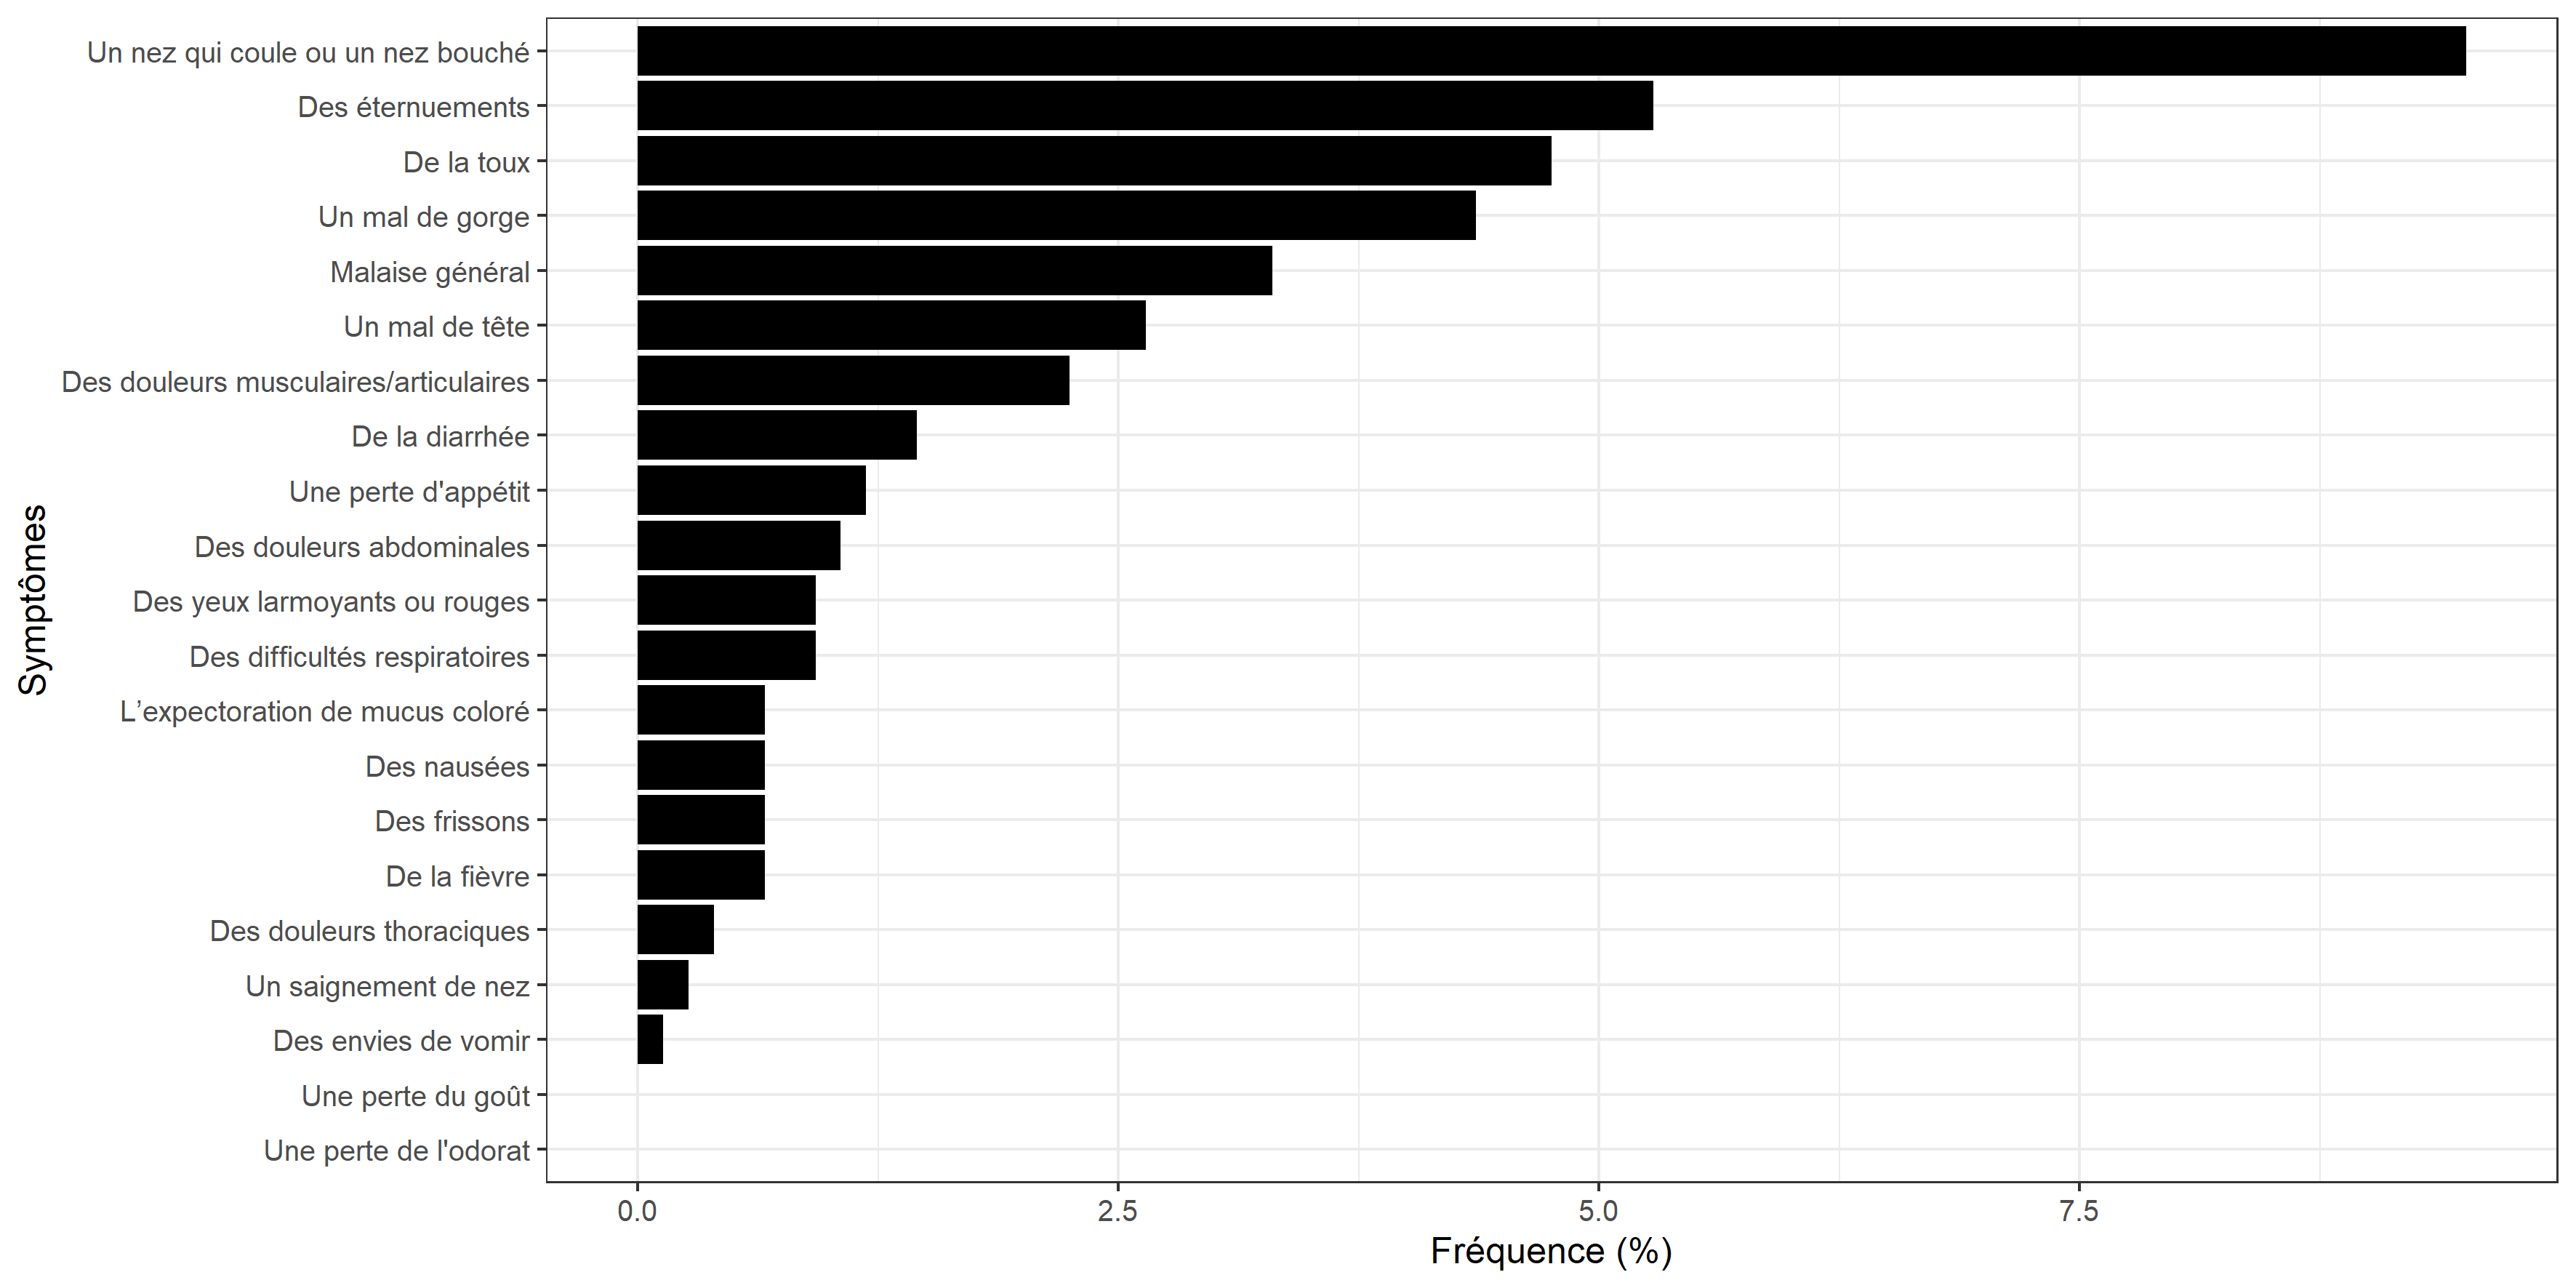 Un nez qui coule ou un nez bouché
Des éternuements
De la toux
Un mal de gorge
Malaise général
Un mal de tête
Des douleurs musculaires/articulaires
De la diarrhée
Une perte d'appétit
Des douleurs abdominales
Des yeux larmoyants ou rouges
Des difficultés respiratoires
L’expectoration de mucus coloré
Des nausées
Des frissons
De la fièvre
Des douleurs thoraciques
Un saignement de nez
Des envies de vomir
Une perte du goût
Une perte de l'odorat
Symptômes
0.0 2.5 5.0 7.5
Fréquence (%)